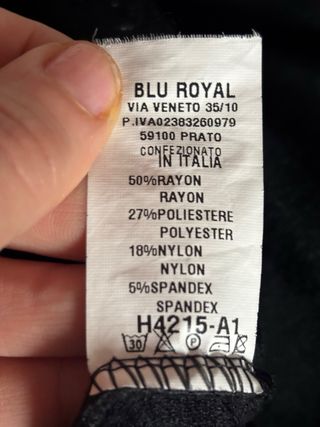 BLU ROYAL
VIA VENETO 35/10
P.IVA02383260979
59100 PRATO
CONFEZIONATO
IN ITALIA
50%RAYON
RAYON
27%POLIESTERE
POLYESTER
18%NYLON
NYLON
5%SPANDEX
SPANDEX
H4215-A1
30 P